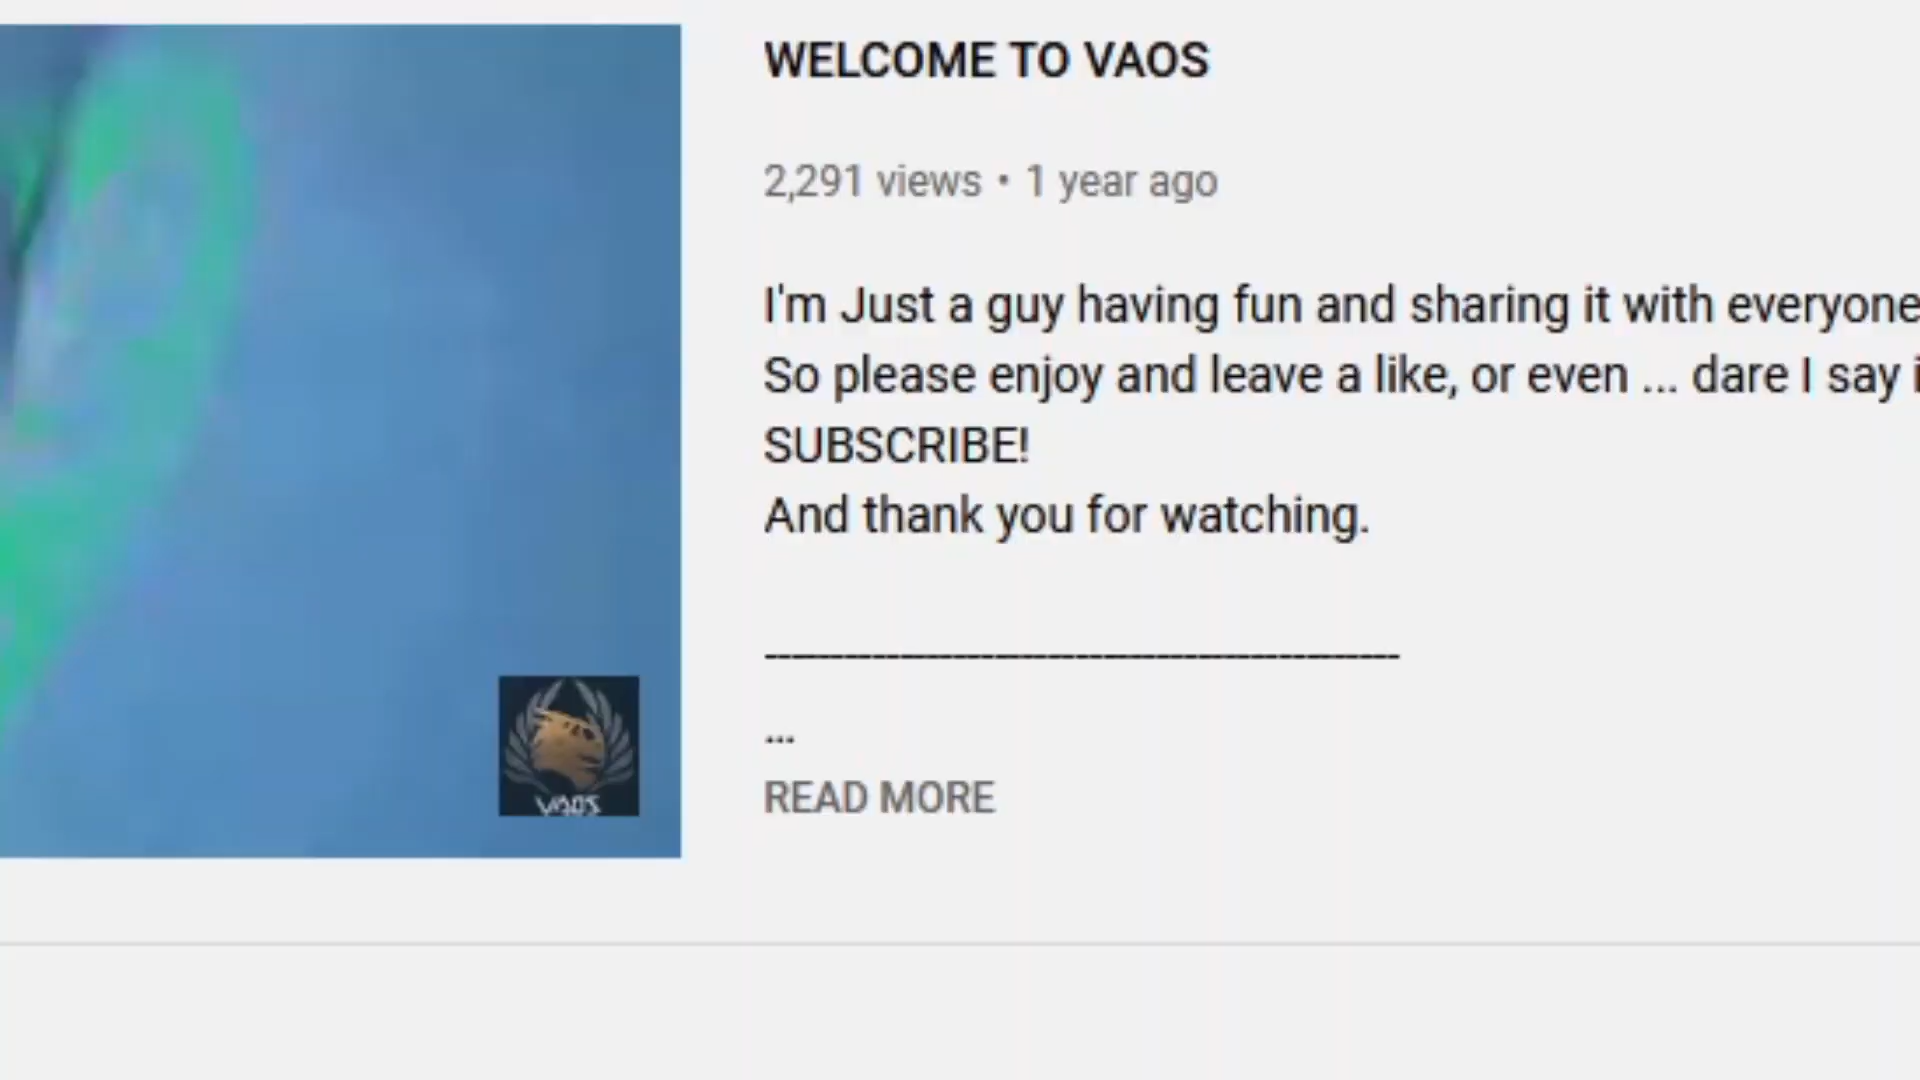 WELCOME TO VAOS
2,291 views • 1 year ago
I'm Just a guy having fun and sharing it with everyone
So please enjoy and leave a like, or even ... dare I say i
SUBSCRIBE!
And thank you for watching.
-----------------------------------------------
...
VAOS
READ MORE